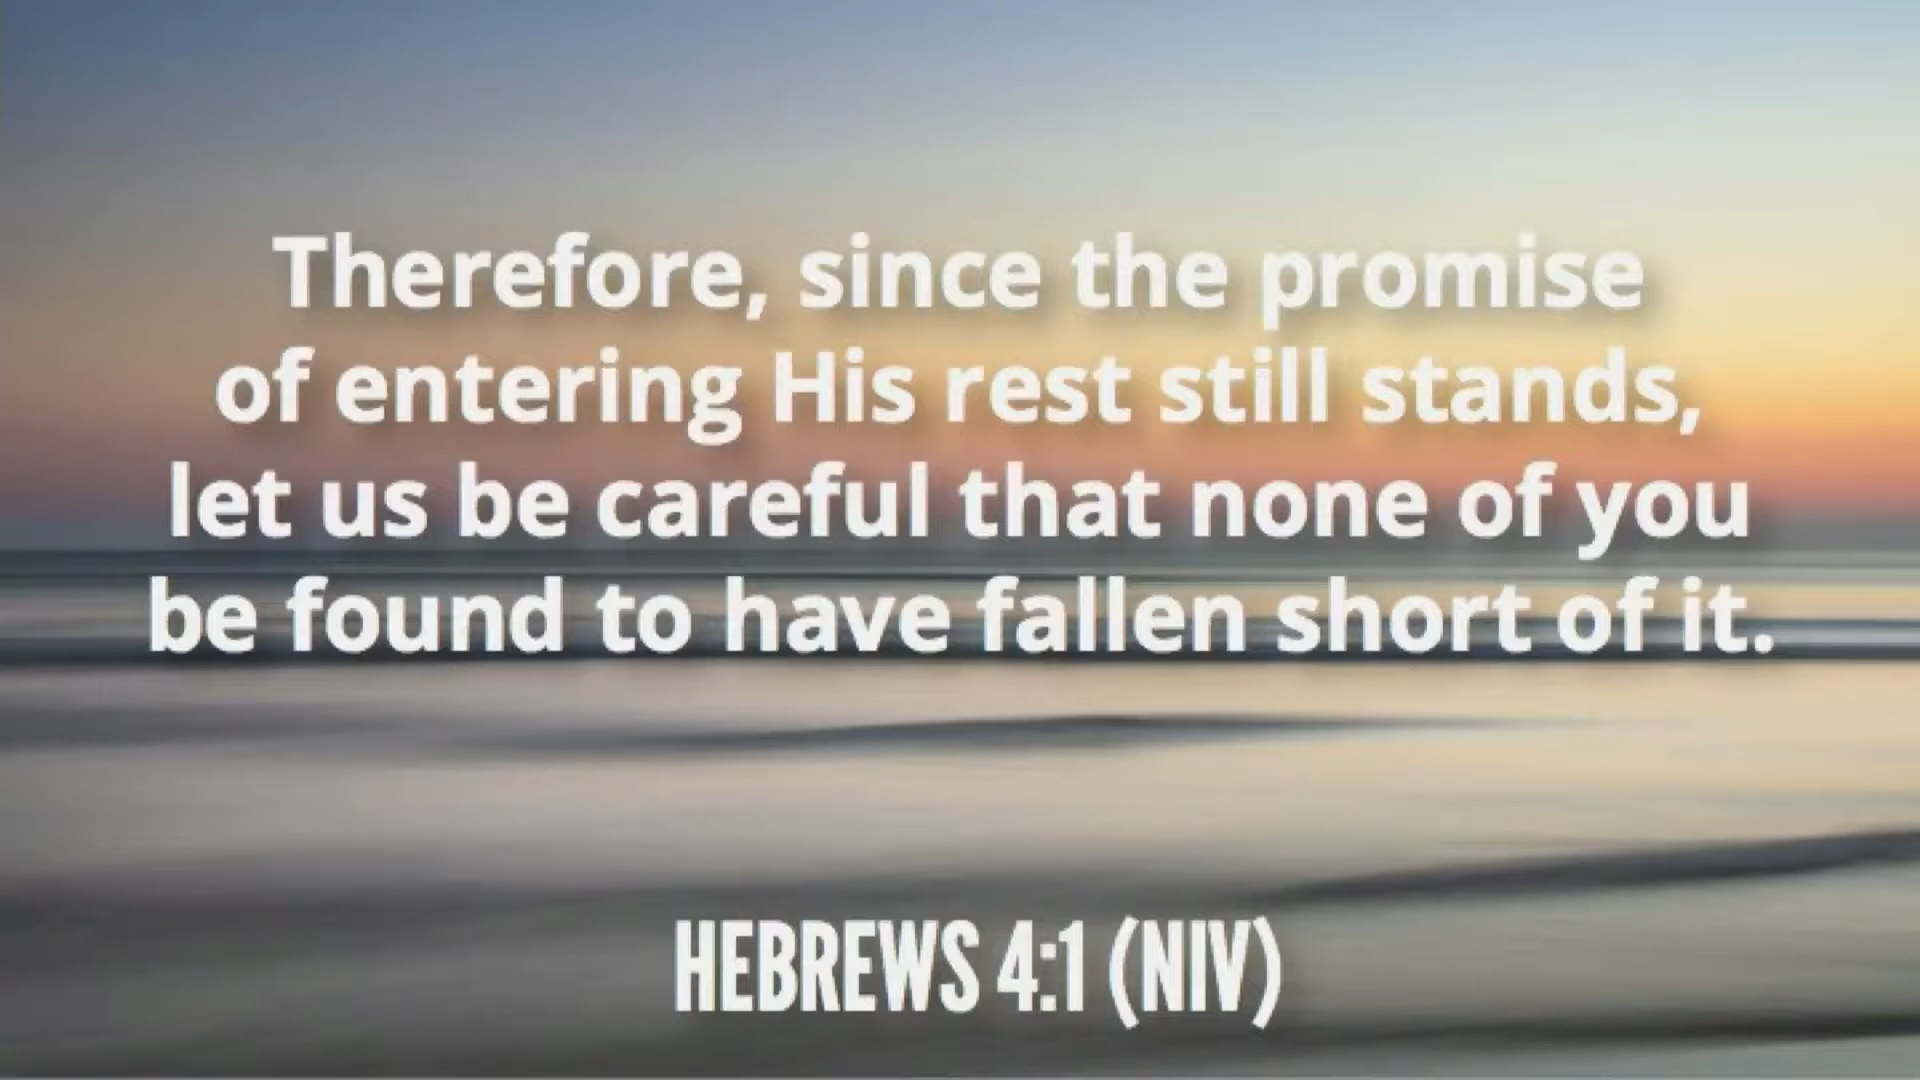 Therefore, since the promise
of entering His rest still stands,
let us be careful that none of you
be found to have fallen short of it.
HEBREWS 4:1 (NIV)